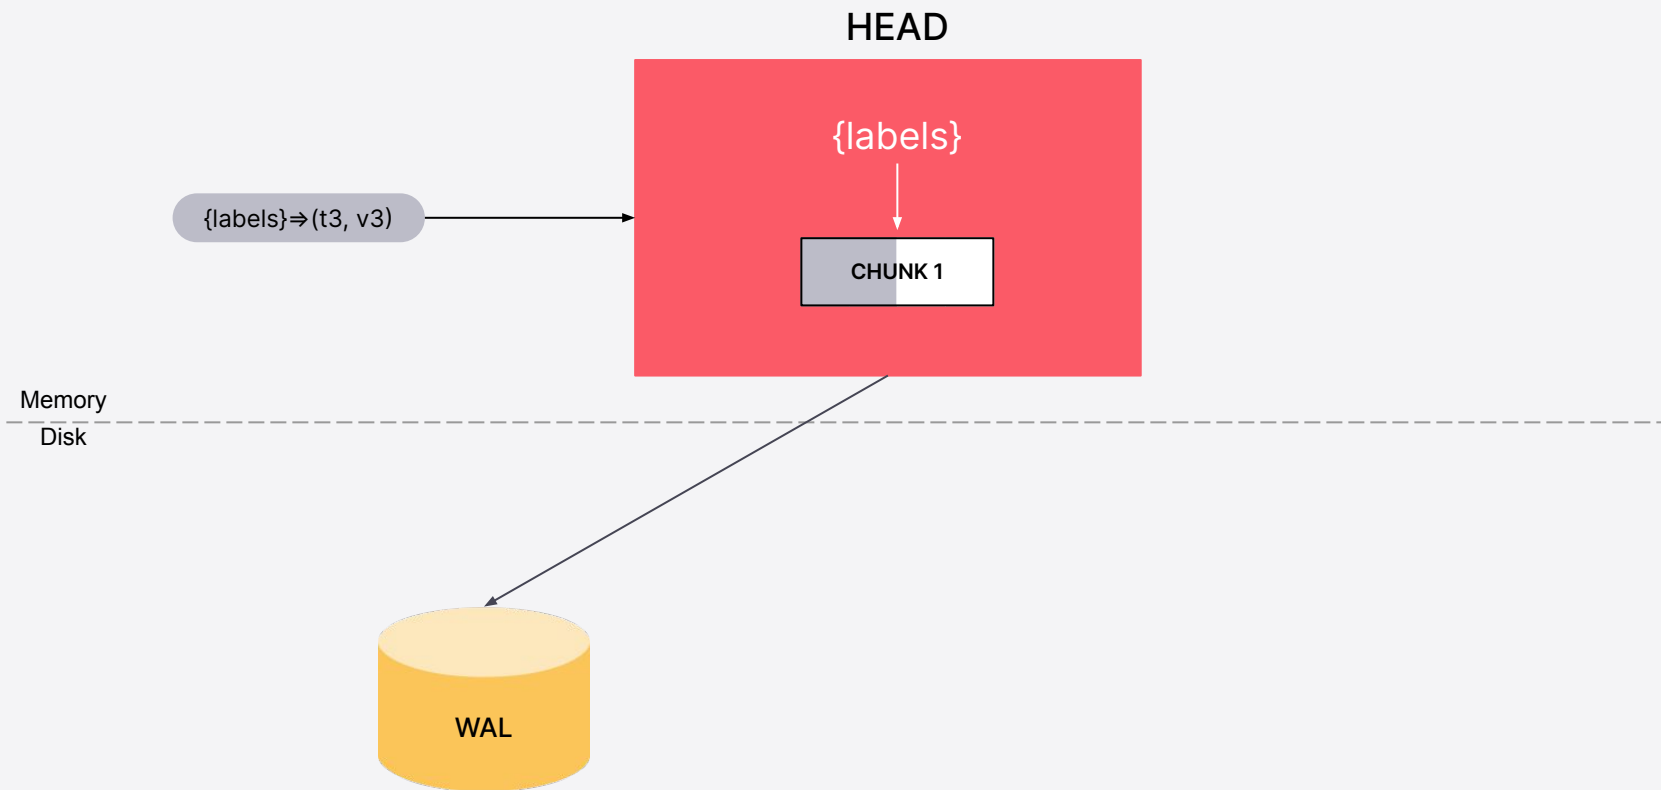 HEAD
{labels}
{labels}⇒(t3, v3)
CHUNK 1
Memory
Disk
WAL